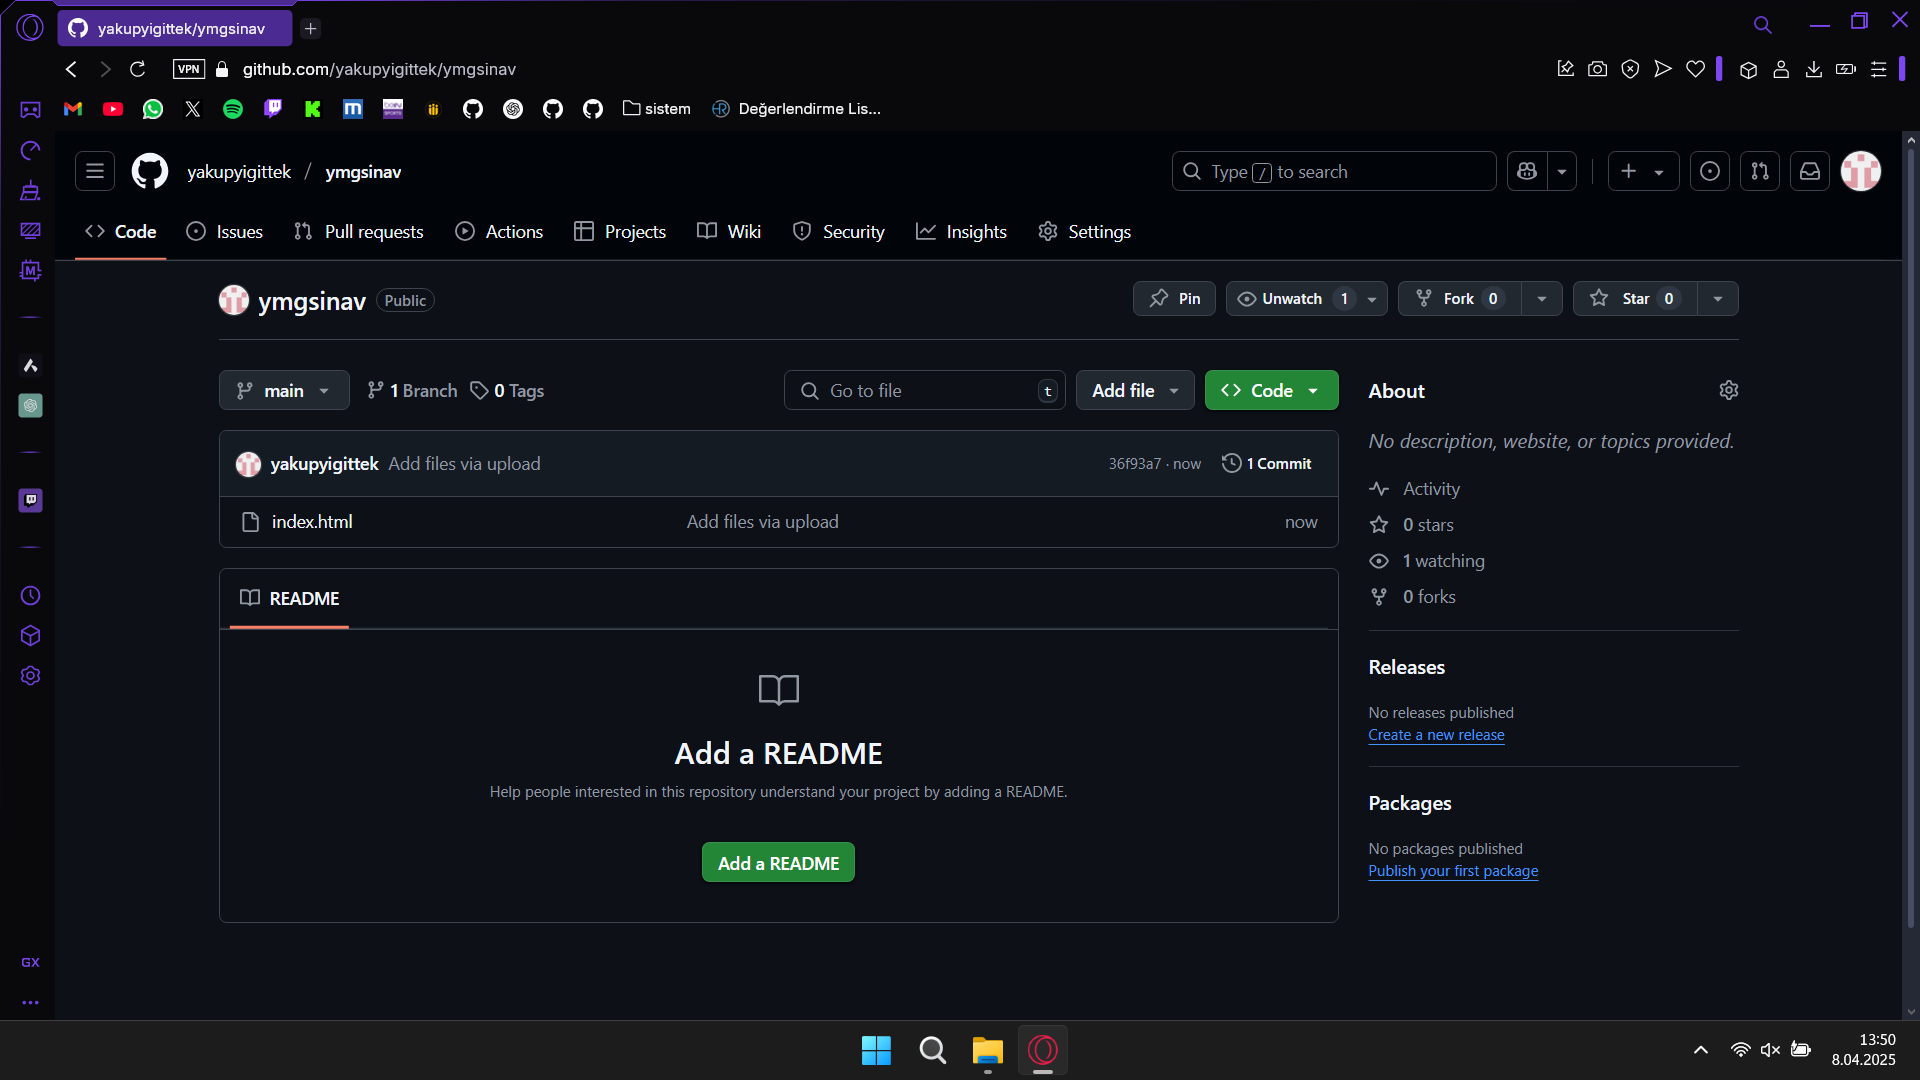 yakupyigittek/ymgsinav
VPN
github.com/yakupyigittek/ymgsinav
sistem
Değerlendirme Lis...
yakupyigittek / ymgsinav
Type / to search
Code
Issues
Pull requests
Actions
Projects
Wiki
Security
Insights
Settings
ymgsinav Public
Pin
Unwatch 1
Fork 0
Star 0
main
1 Branch
0 Tags
Go to file
t
Add file
Code
yakupyigittek Add files via upload
36f93a7 · now
1 Commit
index.html
Add files via upload
now
README
Add a README
Help people interested in this repository understand your project by adding a README.
Add a README
About
No description, website, or topics provided.
Activity
0 stars
1 watching
0 forks
Releases
No releases published
Create a new release
Packages
No packages published
Publish your first package
GX
13:50
8.04.2025